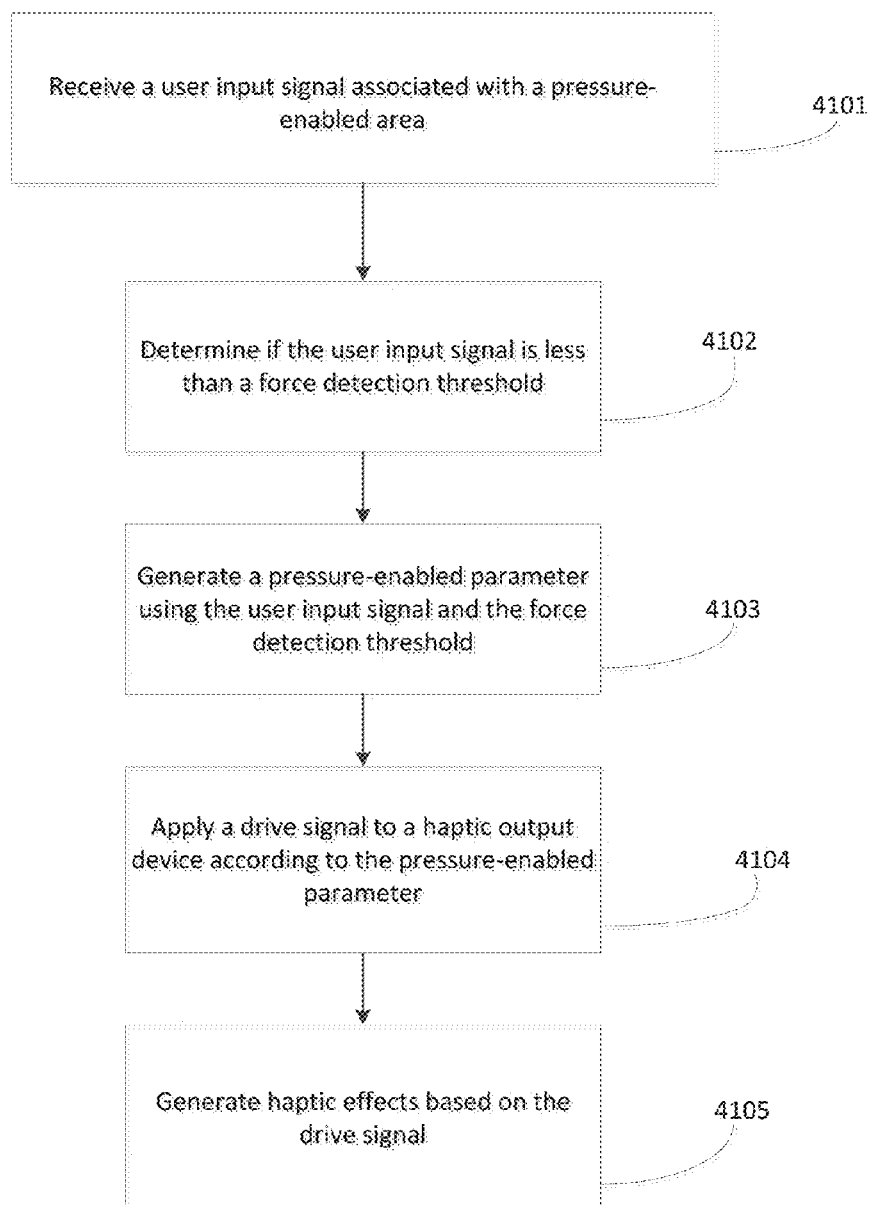 Receive a user input signal associated with a pressure-
enabled area
4101
Determine if the user input signal is less
than a force detection threshold
4102
Generate a pressure-enabled parameter
using the user input signal and the force
detection threshold
4103
Apply a drive signal to a haptic output
device according to the pressure-enabled
parameter
4104
Generate haptic effects based on the
drive signal
4105